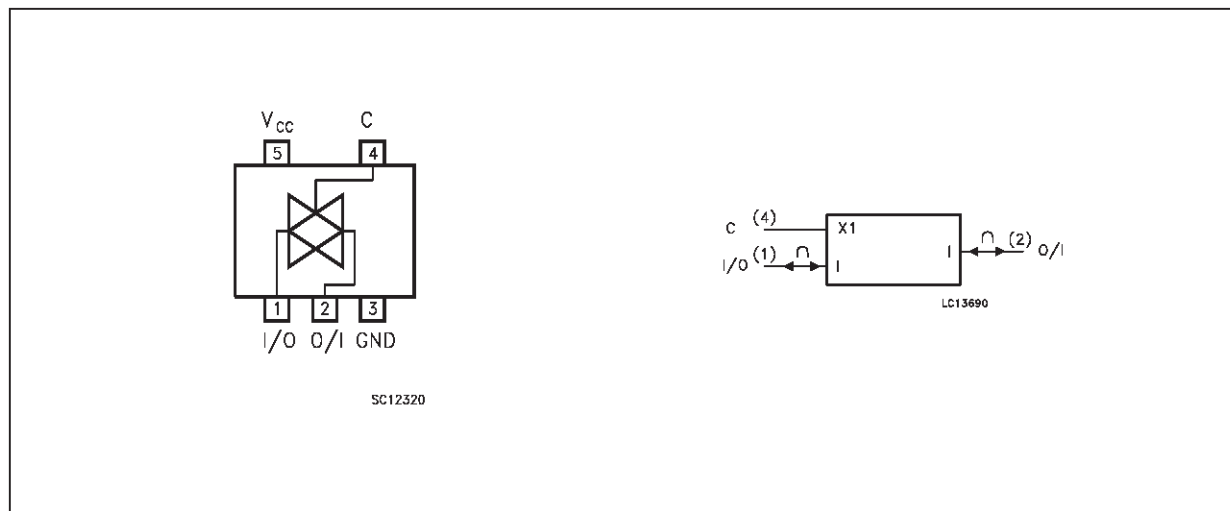 V_CC C
5 4
1 2 3
I/O O/I GND
SC12320
C (4) X1
I/O (1) ∩ I I ∩ (2) O/I
LC13690